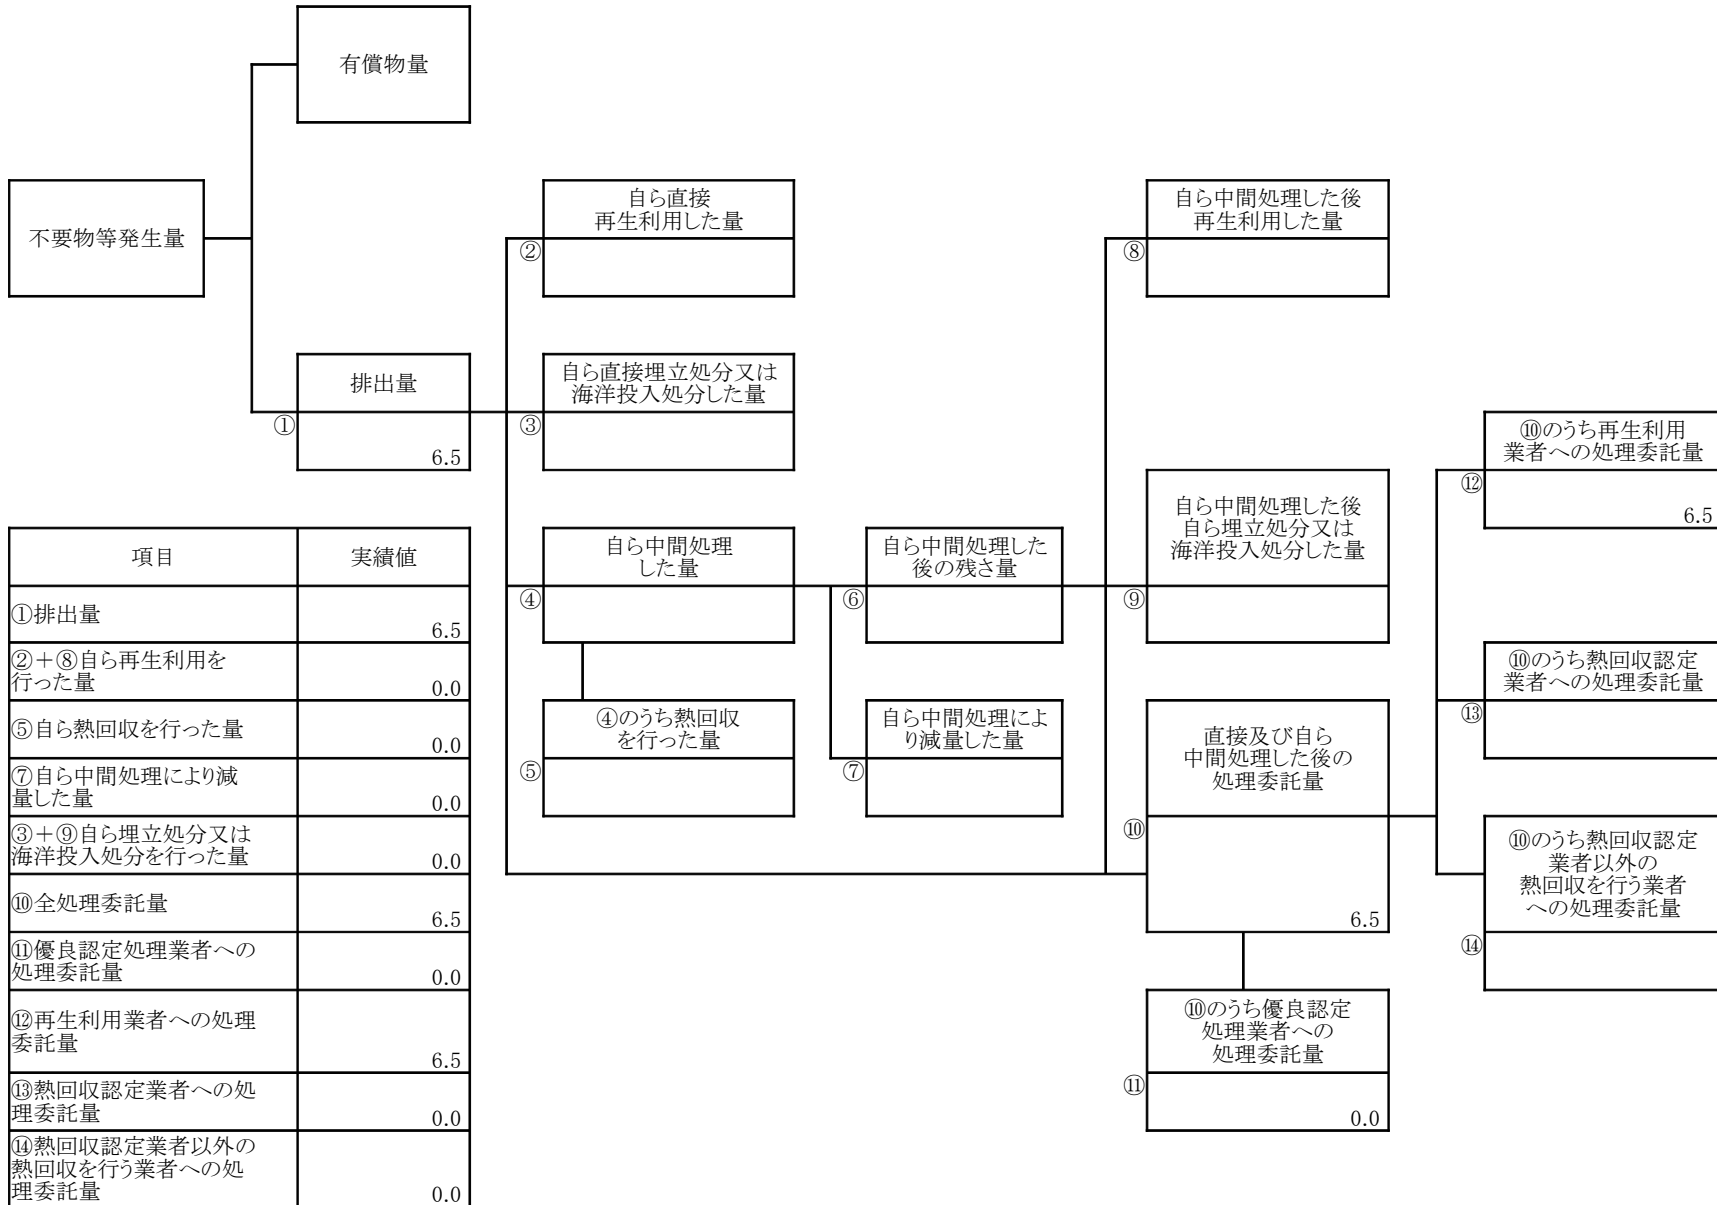 有償物量
不要物等発生量
自ら直接
再生利用した量
②
自ら中間処理した後
再生利用した量
⑧
排出量
①
6.5
自ら直接埋立処分又は
海洋投入処分した量
③
⑩のうち再生利用
業者への処理委託量
⑫
6.5
自ら中間処理
した量
④
自ら中間処理した
後の残さ量
⑥
自ら中間処理した後
自ら埋立処分又は
海洋投入処分した量
⑨
⑩のうち熱回収認定
業者への処理委託量
⑬
④のうち熱回収
を行った量
⑤
自ら中間処理によ
り減量した量
⑦
直接及び自ら
中間処理した後の
処理委託量
⑩
6.5
⑩のうち熱回収認定
業者以外の
熱回収を行う業者
への処理委託量
⑭
⑩のうち優良認定
処理業者への
処理委託量
⑪
0.0
項目 実績値
①排出量
6.5
②+⑧自ら再生利用を
行った量
0.0
⑤自ら熱回収を行った量
0.0
⑦自ら中間処理により減
量した量
0.0
③+⑨自ら埋立処分又は
海洋投入処分を行った量
0.0
⑩全処理委託量
6.5
⑪優良認定処理業者への
処理委託量
0.0
⑫再生利用業者への処理
委託量
6.5
⑬熱回収認定業者への処
理委託量
0.0
⑭熱回収認定業者以外の
熱回収を行う業者への処
理委託量
0.0